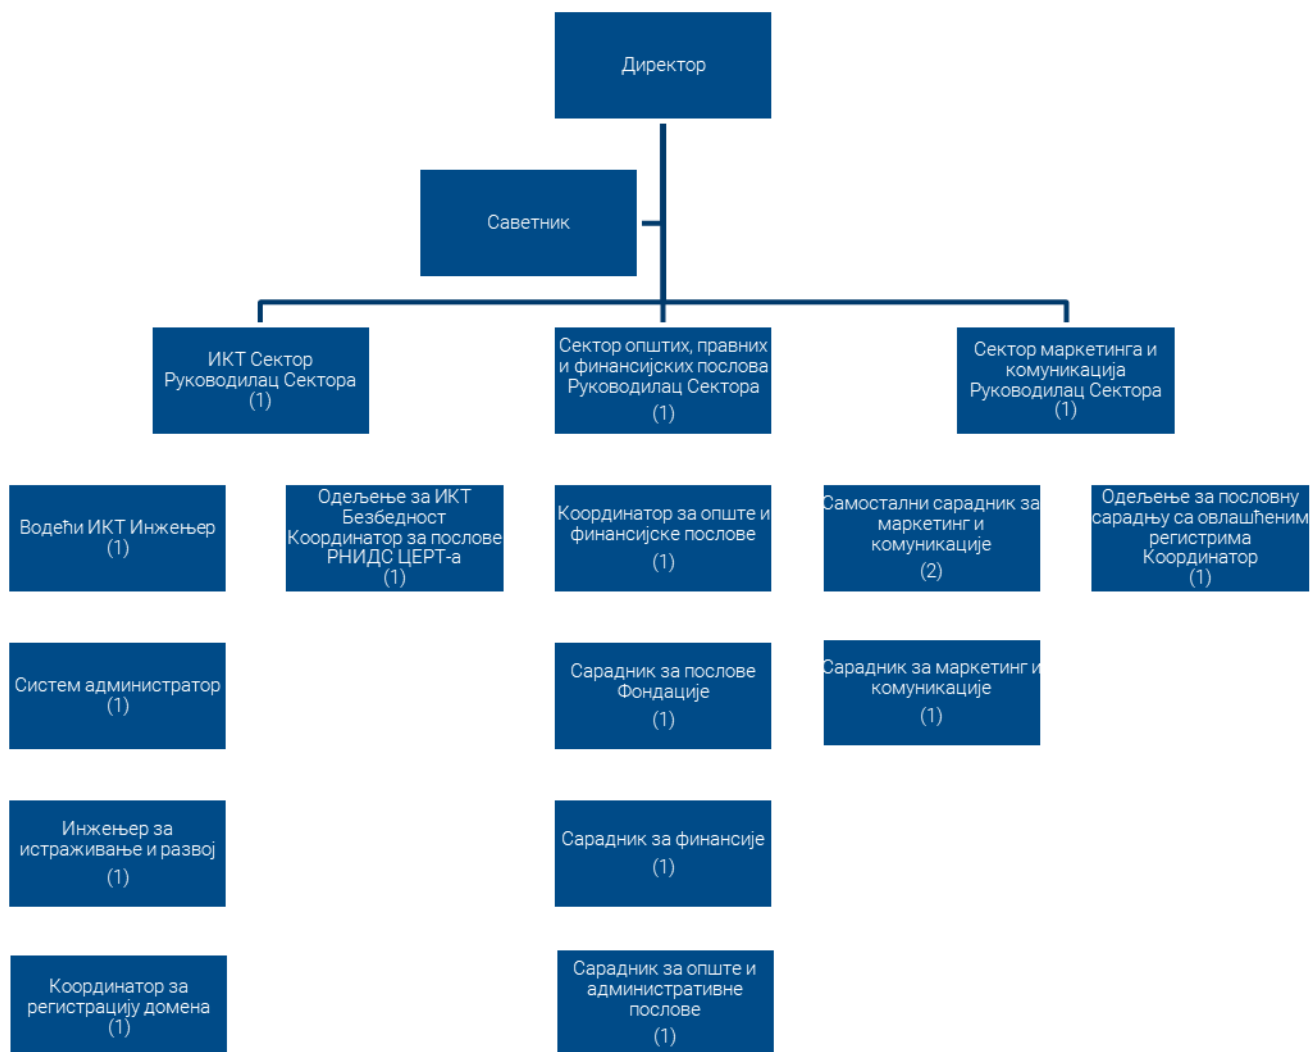 Директор
Саветник
ИКТ Сектор
Руководилац Сектора
(1)
Сектор општих, правних
и финансијских послова
Руководилац Сектора
(1)
Сектор маркетинга и
комуникација
Руководилац Сектора
(1)
Водећи ИКТ Инжењер
(1)
Одељење за ИКТ
Безбедност
Координатор за послове
РНИДС ЦЕРТ-а
(1)
Координатор за опште и
финансијске послове
(1)
Самостални сарадник за
маркетинг и
комуникације
(2)
Одељење за пословну
сарадњу са овлашћеним
регистрима
Координатор
(1)
Систем администратор
(1)
Сарадник за послове
Фондације
(1)
Сарадник за маркетинг и
комуникације
(1)
Инжењер за
истраживање и развој
(1)
Сарадник за финансије
(1)
Координатор за
регистрацију домена
(1)
Сарадник за опште и
административне
послове
(1)